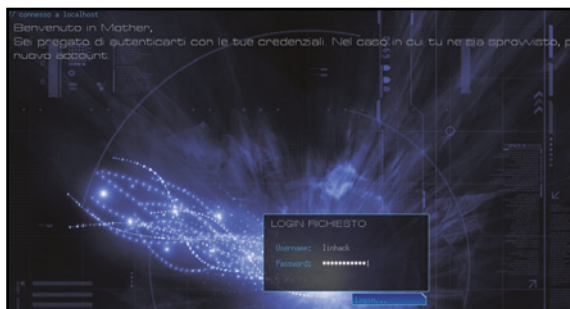 // connesso a localhost
Benvenuto in Mother,
Sei pregato di autenticarti con le tue credenziali. Nel caso in cui tu ne sia sprovvisto, p
nuovo account.
LOGIN RICHIESTO
Username: linhack
Password: ***********
Login...